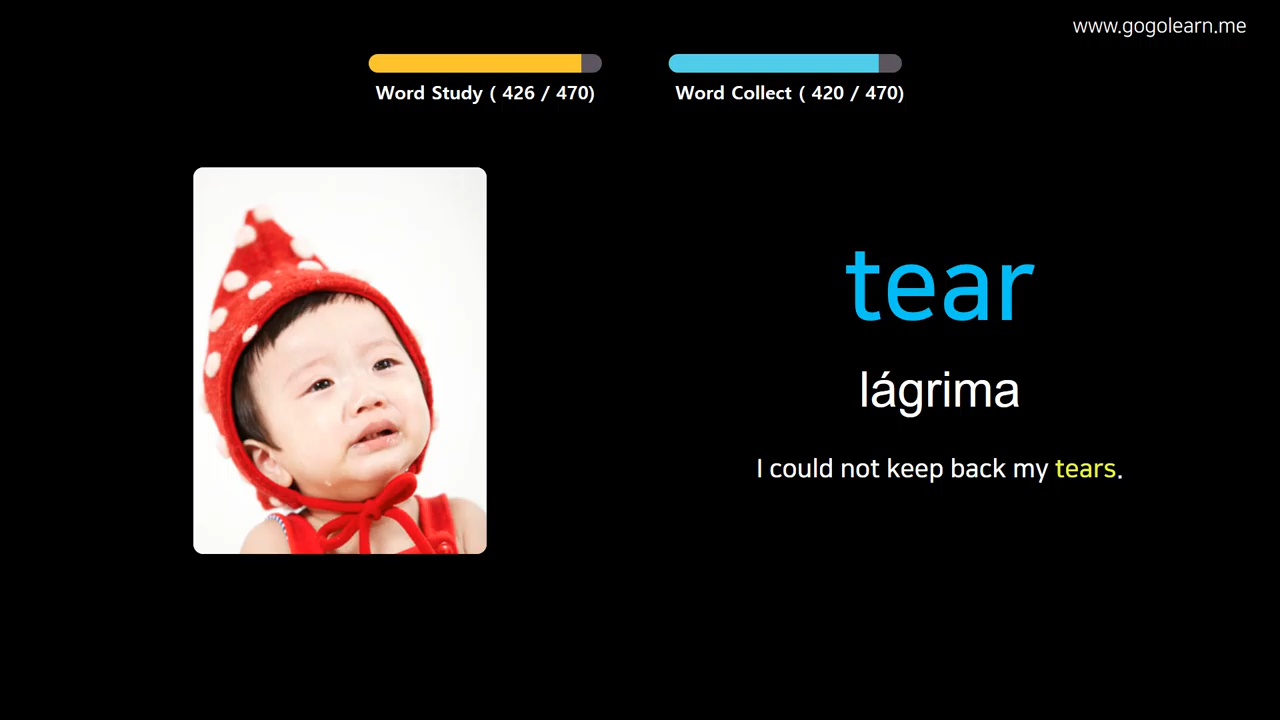 www.gogolearn.me
Word Study ( 426 / 470)
Word Collect ( 420 / 470)
tear
lágrima
I could not keep back my tears.